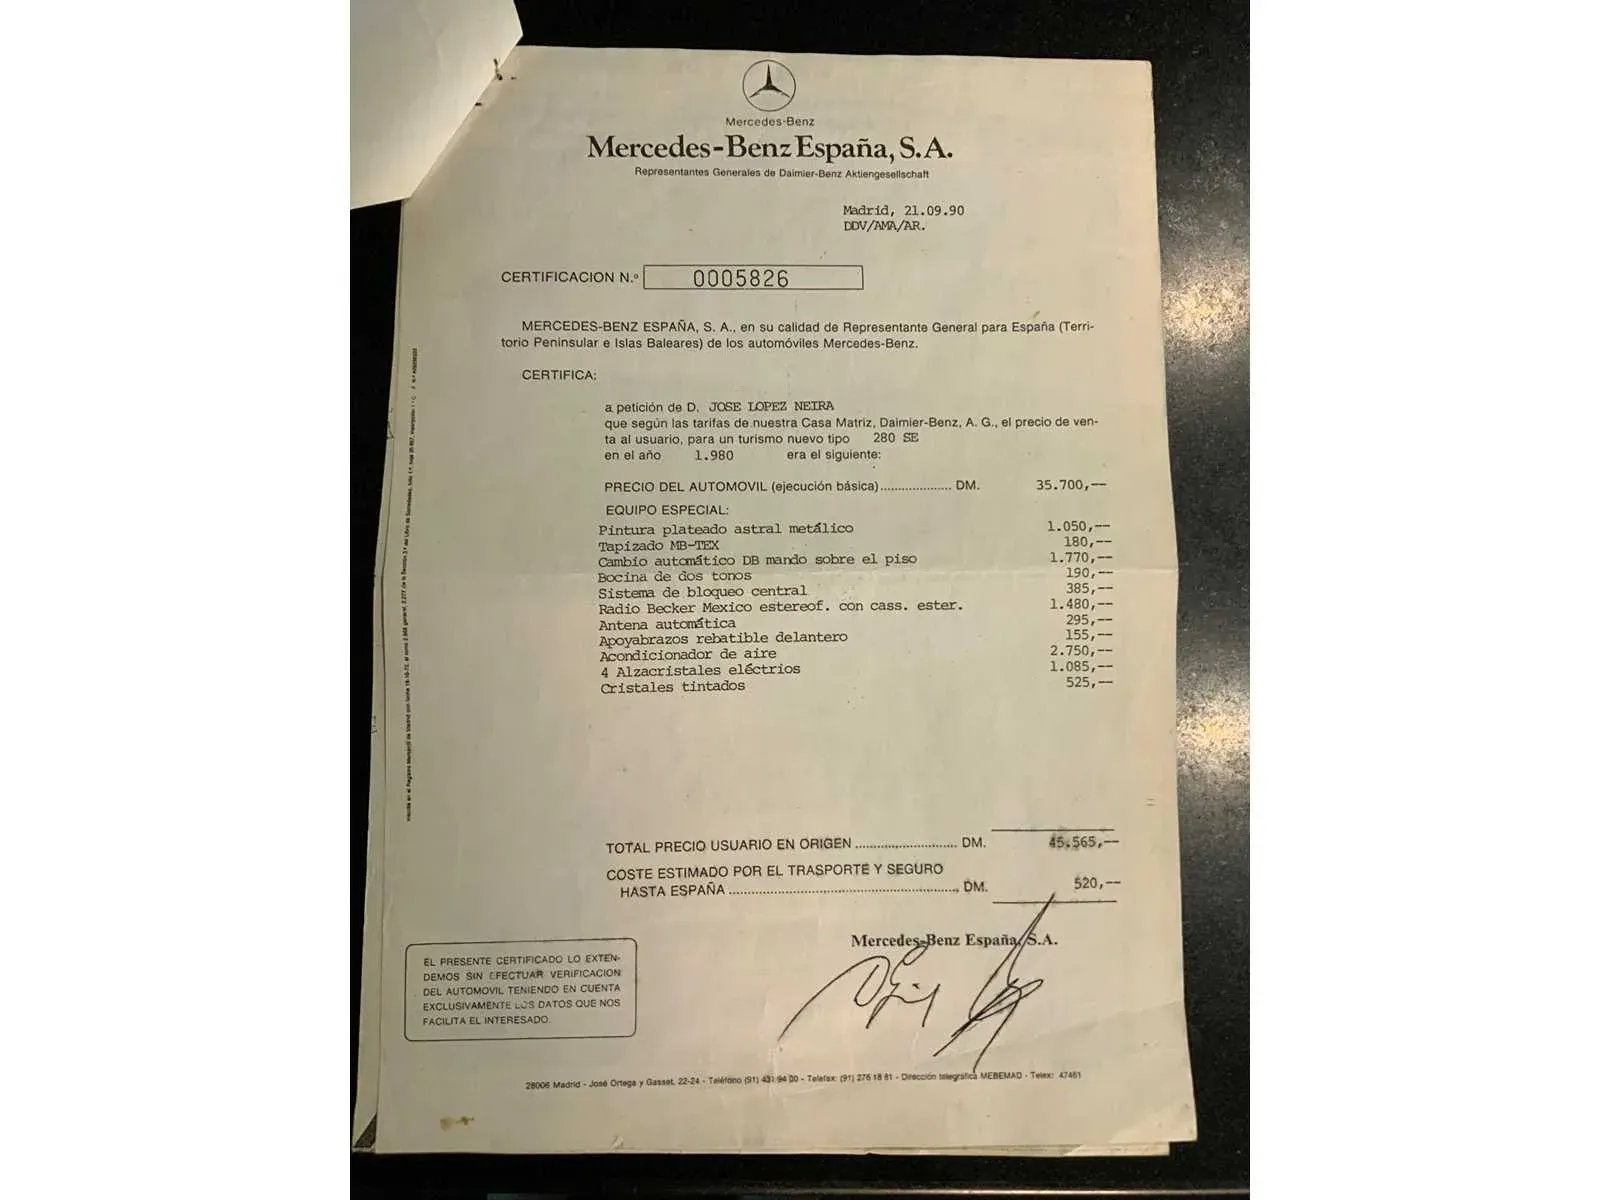 Mercedes-Benz
Mercedes-Benz España, S.A.
Representantes Generales de Daimler-Benz Aktiengesellschaft
Madrid, 21.09.90
DDV/AMA/AR.
CERTIFICACION N.º 0005826
MERCEDES-BENZ ESPAÑA, S. A., en su calidad de Representante General para España (Terri-
torio Peninsular e Islas Baleares) de los automóviles Mercedes-Benz.
CERTIFICA:
a petición de D. JOSE LOPEZ NEIRA
que según las tarifas de nuestra Casa Matriz, Daimler-Benz, A. G., el precio de ven-
ta al usuario, para un turismo nuevo tipo 280 SE
en el año 1.980 era el siguiente:
PRECIO DEL AUTOMOVIL (ejecución básica).................... DM. 35.700,--
EQUIPO ESPECIAL:
Pintura plateado astral metálico 1.050,--
Tapizado MB-TEX 180,--
Cambio automático DB mando sobre el piso 1.770,--
Bocina de dos tonos 190,--
Sistema de bloqueo central 385,--
Radio Becker Mexico estereof. con cass. ester. 1.480,--
Antena automática 295,--
Apoyabrazos rebatible delantero 155,--
Acondicionador de aire 2.750,--
4 Alzacristales eléctrios 1.085,--
Cristales tintados 525,--
TOTAL PRECIO USUARIO EN ORIGEN ............................ DM. 45.565,--
COSTE ESTIMADO POR EL TRASPORTE Y SEGURO
HASTA ESPAÑA ............................................................ DM. 520,--
Mercedes-Benz España, S.A.
EL PRESENTE CERTIFICADO LO EXTEN-
DEMOS SIN EFECTUAR VERIFICACION
DEL AUTOMOVIL TENIENDO EN CUENTA
EXCLUSIVAMENTE LOS DATOS QUE NOS
FACILITA EL INTERESADO.
28006 Madrid - José Ortega y Gasset, 22-24 - Teléfono (91) 431 94 00 - Telefax: (91) 276 18 81 - Dirección telegráfica MEBEMAD - Telex: 47461